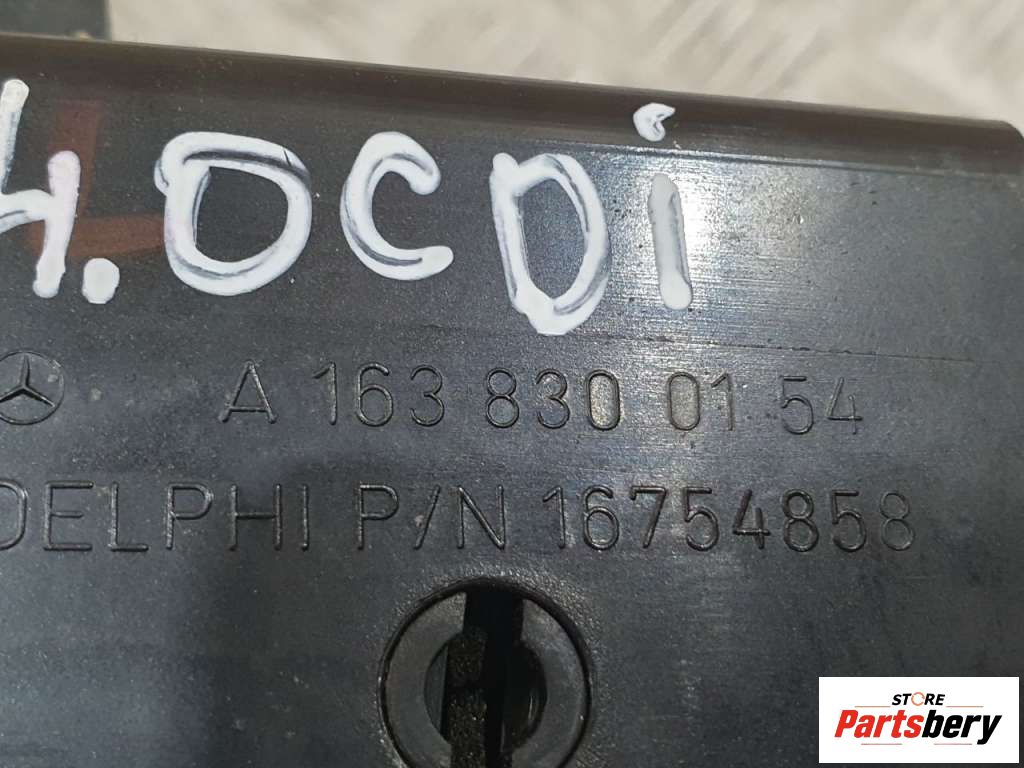 4.0CDi
A 163 830 01 54
DELPHI P/N 16754858
STORE
Partsbery